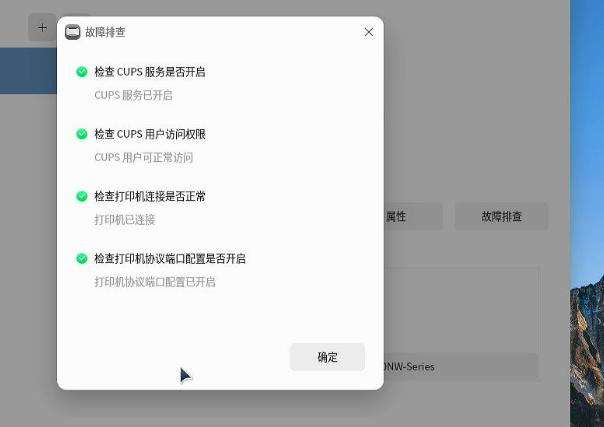 故障排查
检查 CUPS 服务是否开启
CUPS 服务已开启
检查 CUPS 用户访问权限
CUPS 用户可正常访问
检查打印机连接是否正常
打印机已连接
属性
故障排查
检查打印机协议端口配置是否开启
打印机协议端口配置已开启
确定
NW-Series